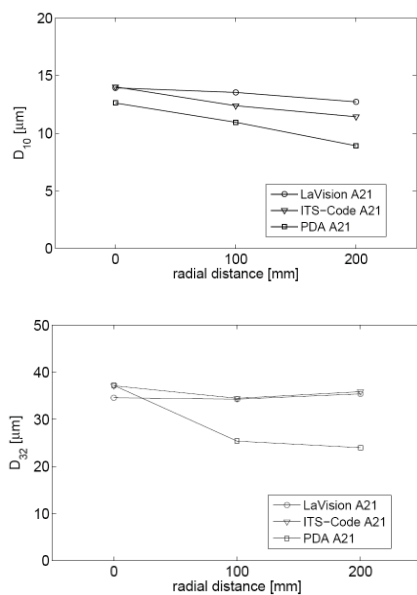 20
15
10
5
0
D10 [µm]
LaVision A21
ITS-Code A21
PDA A21
0 100 200
radial distance [mm]
50
40
30
20
10
0
D32 [µm]
LaVision A21
ITS-Code A21
PDA A21
0 100 200
radial distance [mm]